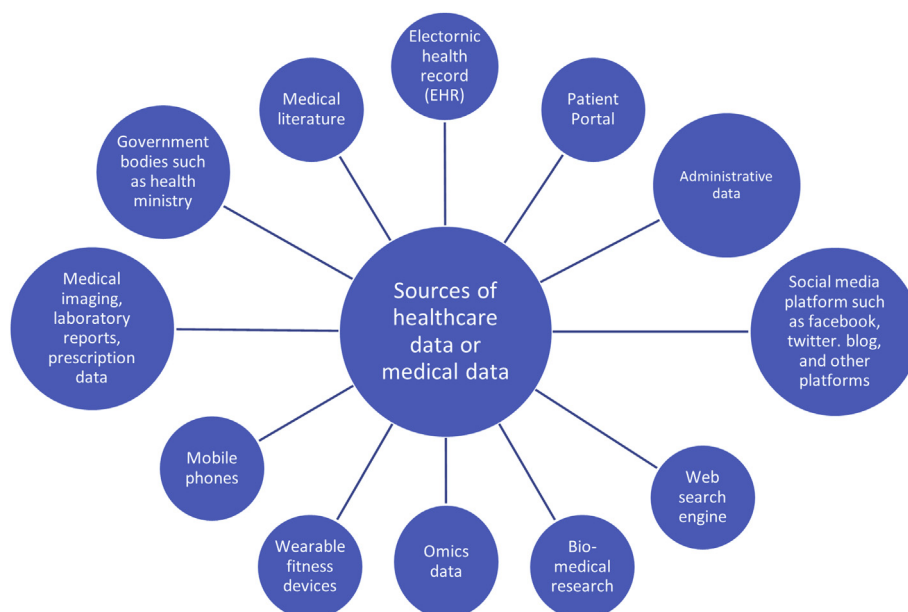 Electornic
health
record
(EHR)
Patient
Portal
Administrative
data
Social media
platform such
as facebook,
twitter. blog,
and other
platforms
Web
search
engine
Bio-
medical
research
Omics
data
Wearable
fitness
devices
Mobile
phones
Medical
imaging,
laboratory
reports,
prescription
data
Government
bodies such
as health
ministry
Medical
literature
Sources of
healthcare
data or
medical data